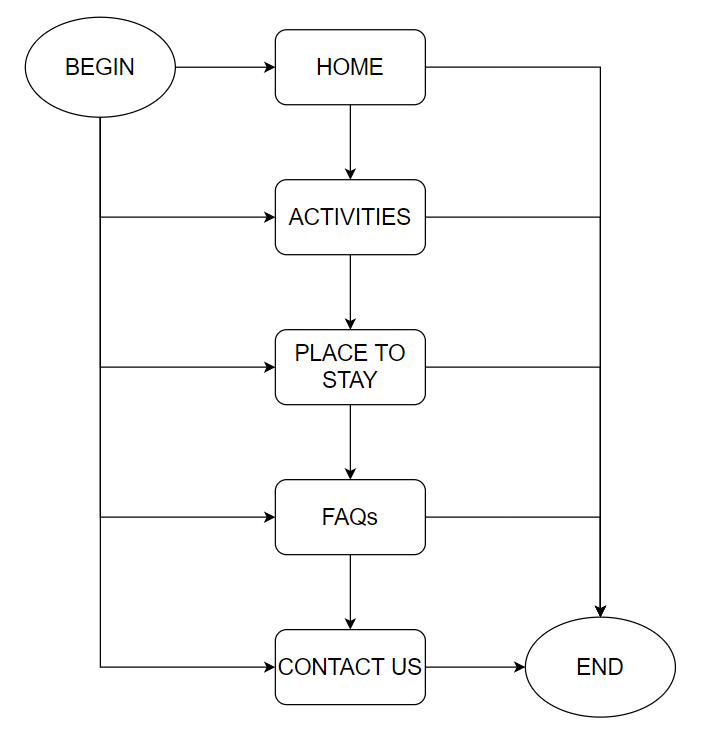 BEGIN
HOME
ACTIVITIES
PLACE TO
STAY
FAQs
CONTACT US
END